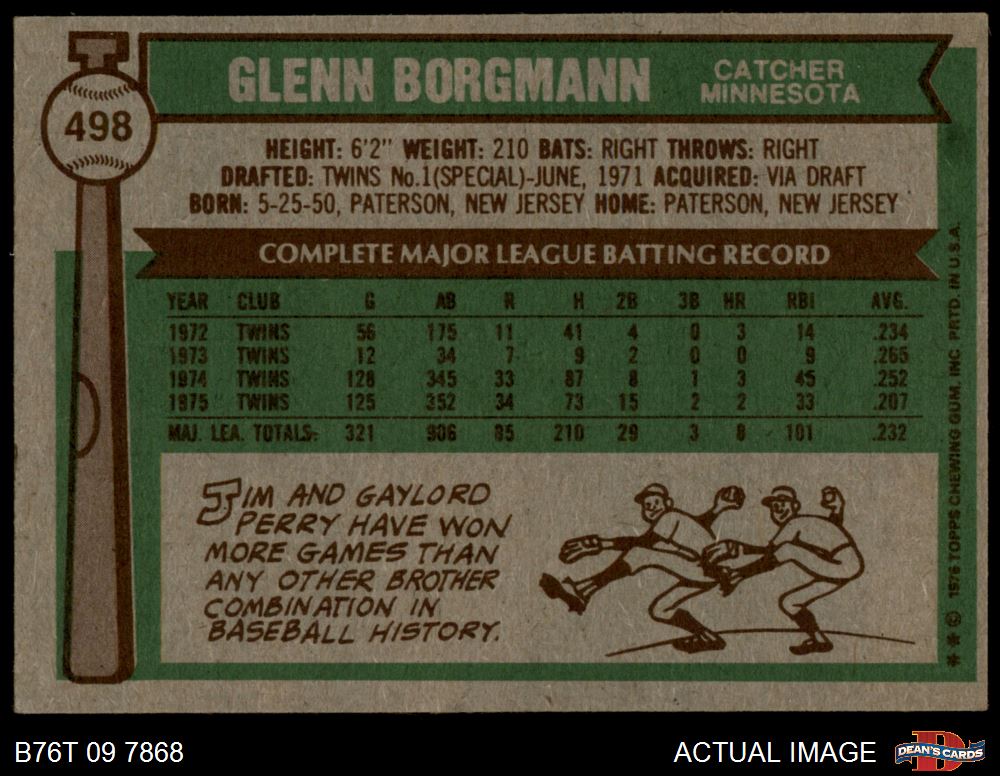 498
GLENN BORGMANN
CATCHER
MINNESOTA
HEIGHT: 6'2" WEIGHT: 210 BATS: RIGHT THROWS: RIGHT
DRAFTED: TWINS No.1(SPECIAL)-JUNE, 1971 ACQUIRED: VIA DRAFT
BORN: 5-25-50, PATERSON, NEW JERSEY HOME: PATERSON, NEW JERSEY
COMPLETE MAJOR LEAGUE BATTING RECORD
YEAR CLUB G AB R H 2B 3B HR RBI AVG.
1972 TWINS 56 175 11 41 4 0 3 14 .234
1973 TWINS 12 34 7 9 2 0 0 9 .265
1974 TWINS 128 345 33 87 8 1 3 45 .252
1975 TWINS 125 352 34 73 15 2 2 33 .207
MAJ. LEA. TOTALS: 321 906 85 210 29 3 8 101 .232
JIM AND GAYLORD
PERRY HAVE WON
MORE GAMES THAN
ANY OTHER BROTHER
COMBINATION IN
BASEBALL HISTORY.
* * © 1976 TOPPS CHEWING GUM, INC. PRTD. IN U.S.A.
B76T 09 7868
ACTUAL IMAGE
D
DEAN'S CARDS